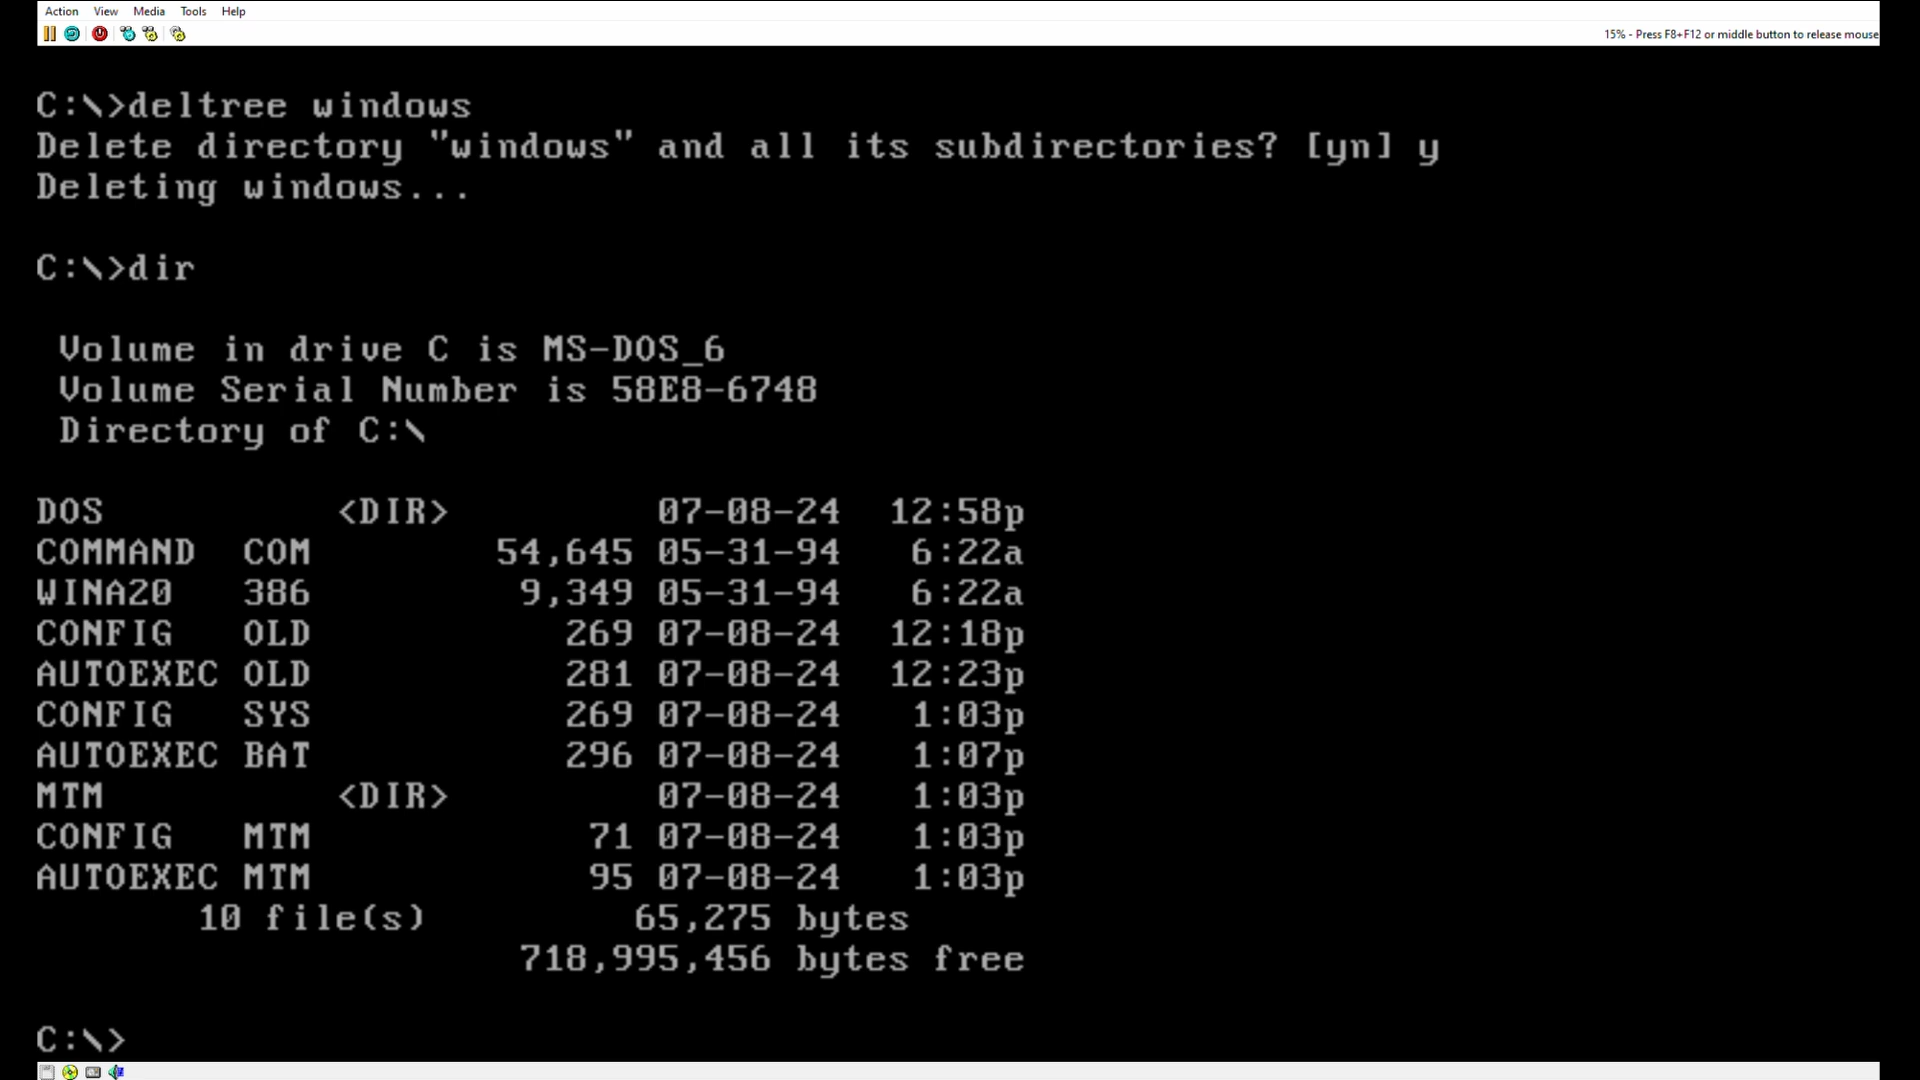 Action View Media Tools Help
15% - Press F8+F12 or middle button to release mouse
C:\>deltree windows
Delete directory "windows" and all its subdirectories? [yn] y
Deleting windows...
C:\>dir
Volume in drive C is MS-DOS_6
Volume Serial Number is 58E8-6748
Directory of C:\
DOS <DIR> 07-08-24 12:58p
COMMAND COM 54,645 05-31-94 6:22a
WINA20 386 9,349 05-31-94 6:22a
CONFIG OLD 269 07-08-24 12:18p
AUTOEXEC OLD 281 07-08-24 12:23p
CONFIG SYS 269 07-08-24 1:03p
AUTOEXEC BAT 296 07-08-24 1:07p
MTM <DIR> 07-08-24 1:03p
CONFIG MTM 71 07-08-24 1:03p
AUTOEXEC MTM 95 07-08-24 1:03p
10 file(s) 65,275 bytes
718,995,456 bytes free
C:\>